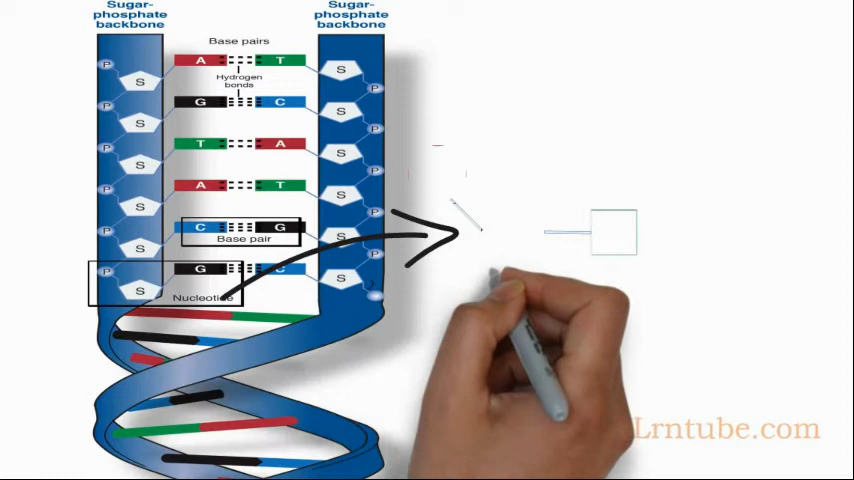 Sugar-
phosphate
backbone
Sugar-
phosphate
backbone
Base pairs
P
S
A
T
S
Hydrogen
bonds
P
P
S
G
C
S
P
P
S
T
A
S
P
P
S
A
T
S
P
P
S
C
G
S
Base pair
P
P
S
G
C
S
Nucleotide
Lrntube.com